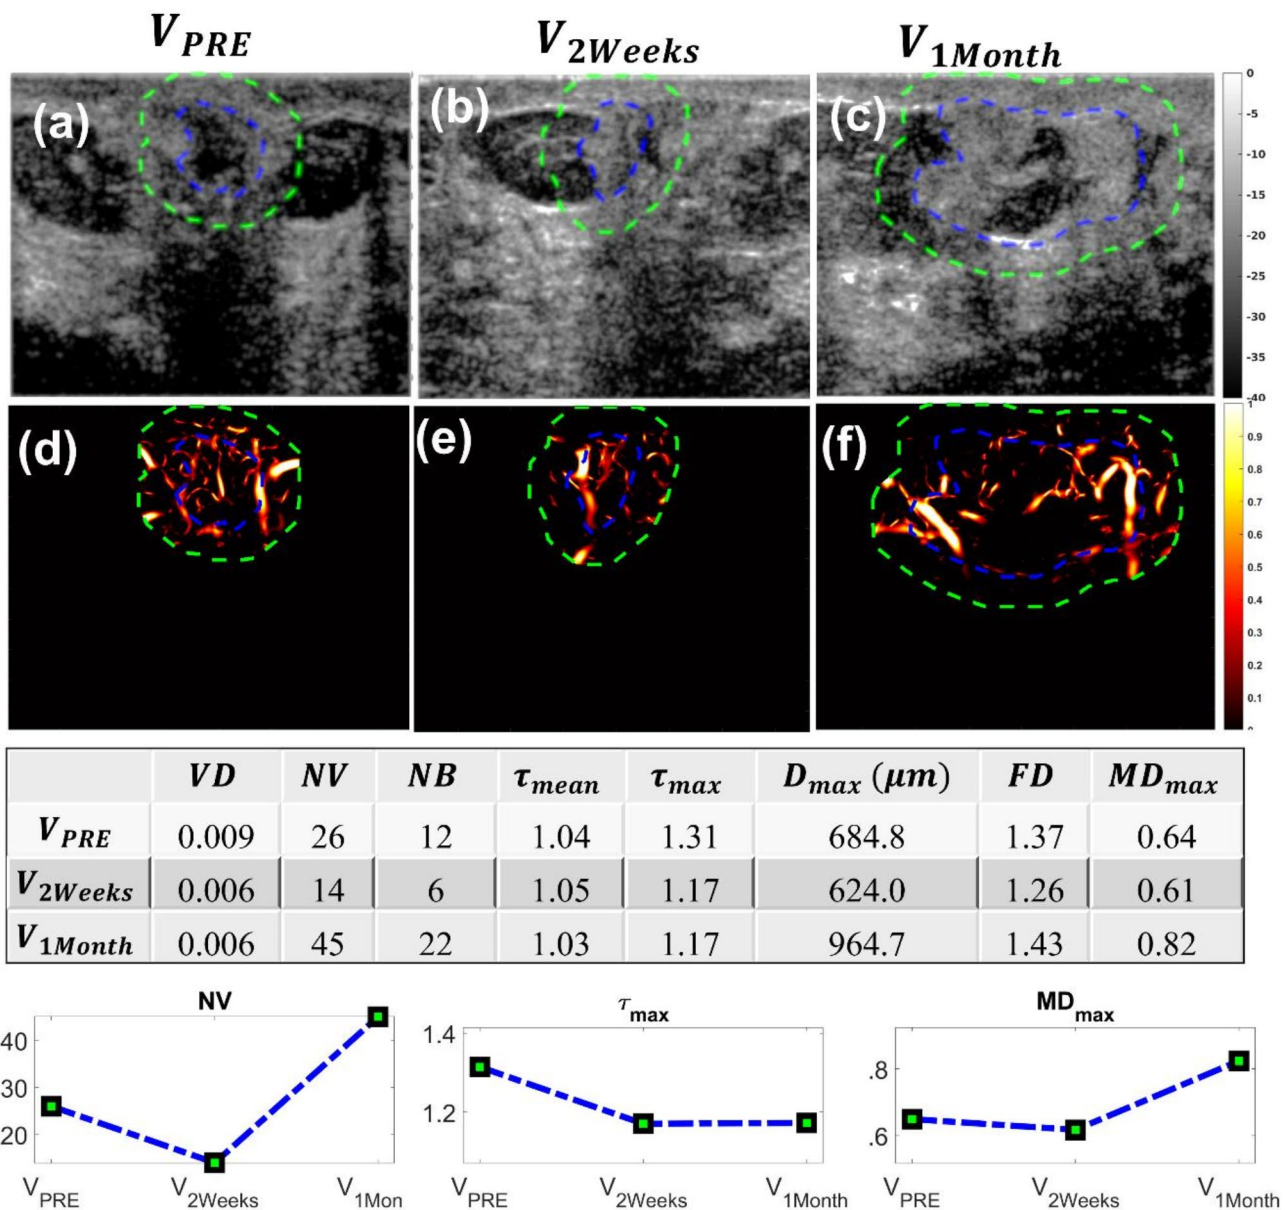 V_PRE V_2Weeks V_1Month
(a) (b) (c)
0
-5
-10
-15
-20
-25
-30
-35
-40
(d) (e) (f)
1
0.9
0.8
0.7
0.6
0.5
0.4
0.3
0.2
0.1
VD NV NB τ_mean τ_max D_max (μm) FD MD_max
V_PRE 0.009 26 12 1.04 1.31 684.8 1.37 0.64
V_2Weeks 0.006 14 6 1.05 1.17 624.0 1.26 0.61
V_1Month 0.006 45 22 1.03 1.17 964.7 1.43 0.82
NV τ_max MD_max
40
30
20
V_PRE V_2Weeks V_1Mon
1.4
1.2
V_PRE V_2Weeks V_1Month
.8
.6
V_PRE V_2Weeks V_1Month